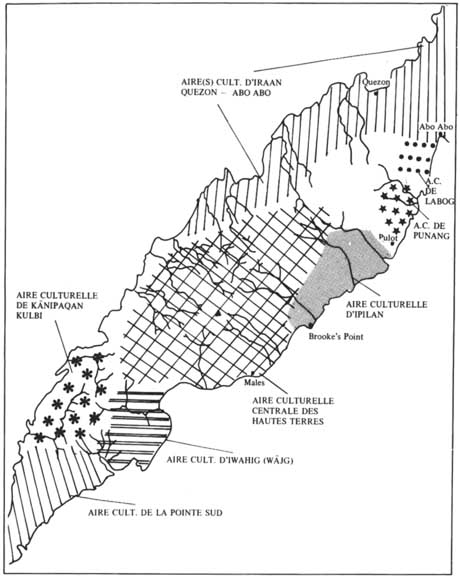 AIRE(S) CULT. D'IRAAN
QUEZON – ABO ABO
Quezon
Abo Abo
A.C.
DE
LABOG
A.C. DE
PUNANG
Pulot
AIRE CULTURELLE
DE KÄNIPAQAN
KULBI
AIRE CULTURELLE
D'IPILAN
Brooke's Point
Males
AIRE CULTURELLE
CENTRALE DES
HAUTES TERRES
AIRE CULT. D'IWAHIG (WÄJG)
AIRE CULT. DE LA POINTE SUD